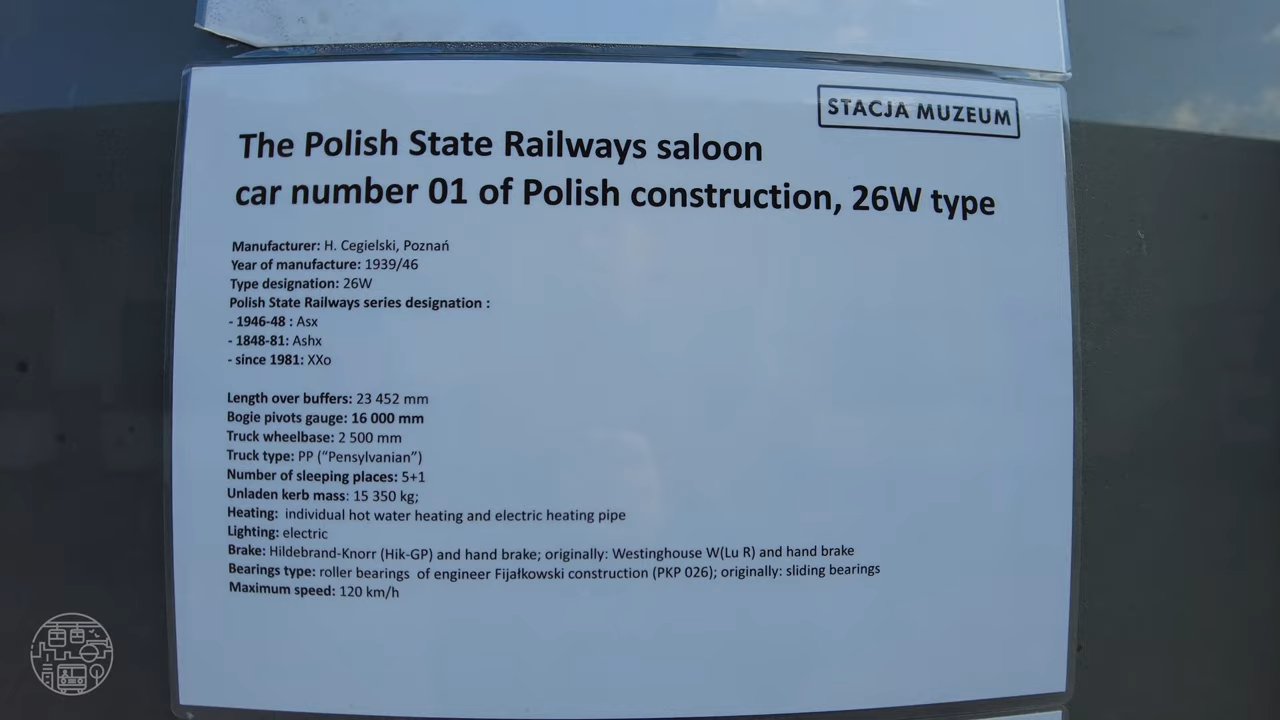 STACJA MUZEUM
The Polish State Railways saloon
car number 01 of Polish construction, 26W type
Manufacturer: H. Cegielski, Poznań
Year of manufacture: 1939/46
Type designation: 26W
Polish State Railways series designation :
- 1946-48 : Asx
- 1848-81: Ashx
- since 1981: XXo
Length over buffers: 23 452 mm
Bogie pivots gauge: 16 000 mm
Truck wheelbase: 2 500 mm
Truck type: PP (“Pensylvanian”)
Number of sleeping places: 5+1
Unladen kerb mass: 15 350 kg;
Heating: individual hot water heating and electric heating pipe
Lighting: electric
Brake: Hildebrand-Knorr (Hik-GP) and hand brake; originally: Westinghouse W(Lu R) and hand brake
Bearings type: roller bearings of engineer Fijałkowski construction (PKP 026); originally: sliding bearings
Maximum speed: 120 km/h